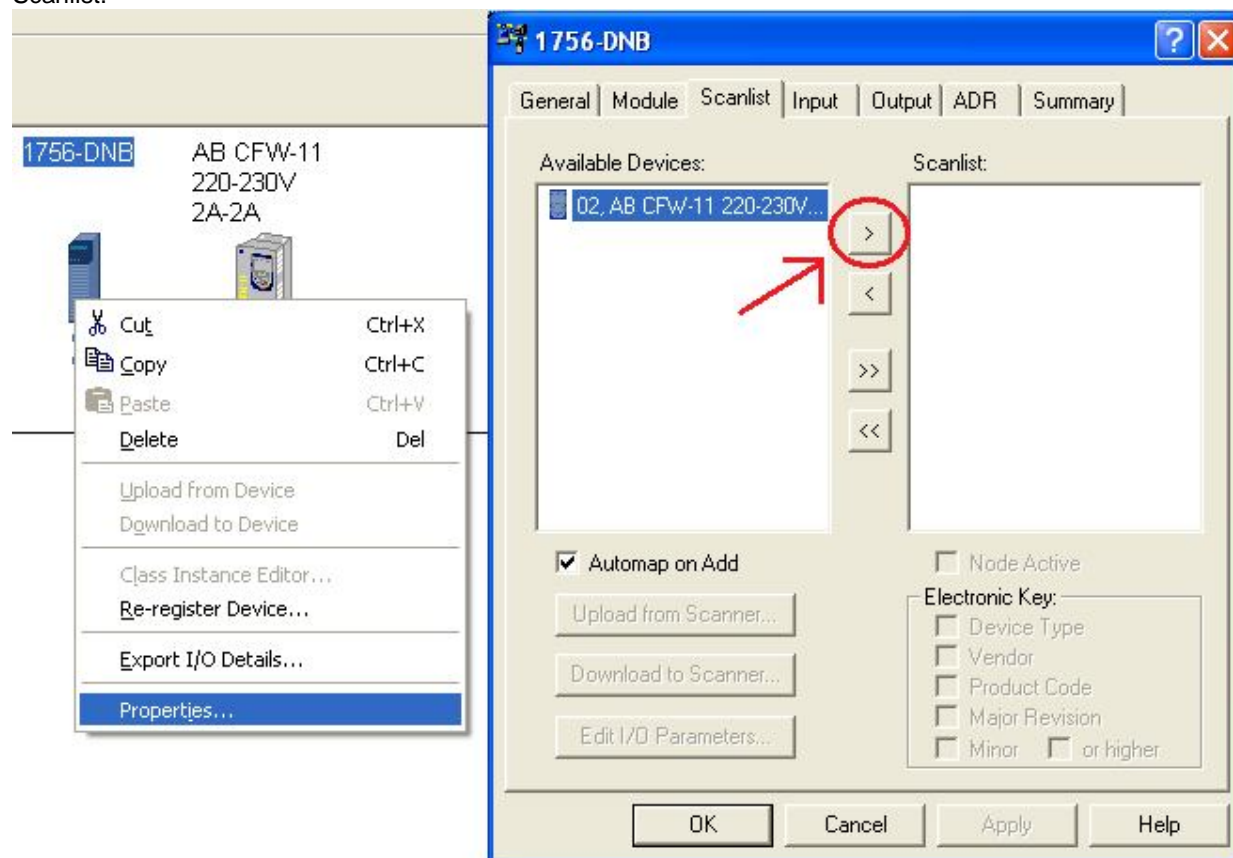 Scanlist.
1756-DNB
AB CFW-11
220-230V
2A-2A
Cut Ctrl+X
Copy Ctrl+C
Paste Ctrl+V
Delete Del
Upload from Device
Download to Device
Class Instance Editor...
Re-register Device...
Export I/O Details...
Properties...
1756-DNB
General Module Scanlist Input Output ADR Summary
Available Devices: Scanlist:
02, AB CFW-11 220-230V...
>
<
>>
<<
Automap on Add Node Active
Upload from Scanner... Electronic Key:
Device Type
Download to Scanner... Vendor
Product Code
Edit I/O Parameters... Major Revision
Minor or higher
OK Cancel Apply Help